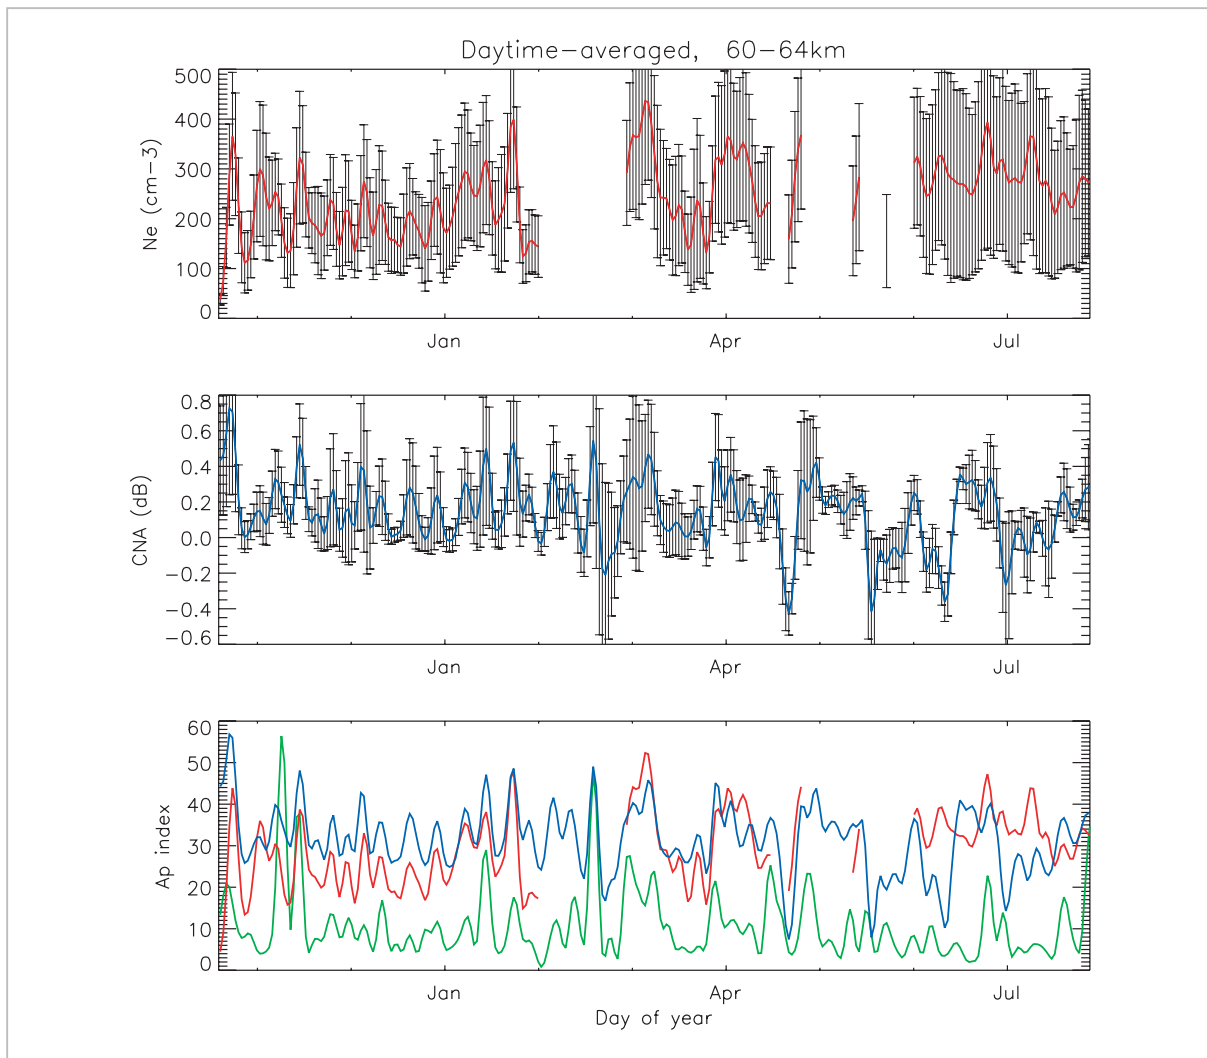 Daytime-averaged, 60-64km
Ne (cm-3)
500
400
300
200
100
0
Jan Apr Jul
CNA (dB)
0.8
0.6
0.4
0.2
0.0
-0.2
-0.4
-0.6
Jan Apr Jul
Ap index
60
50
40
30
20
10
0
Jan Apr Jul
Day of year